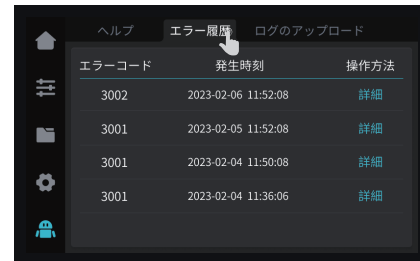 ヘルプ エラー履歴 ログのアップロード
エラーコード 発生時刻 操作方法
3002 2023-02-06 11:52:08 詳細
3001 2023-02-05 11:52:08 詳細
3001 2023-02-04 11:50:08 詳細
3001 2023-02-04 11:36:06 詳細